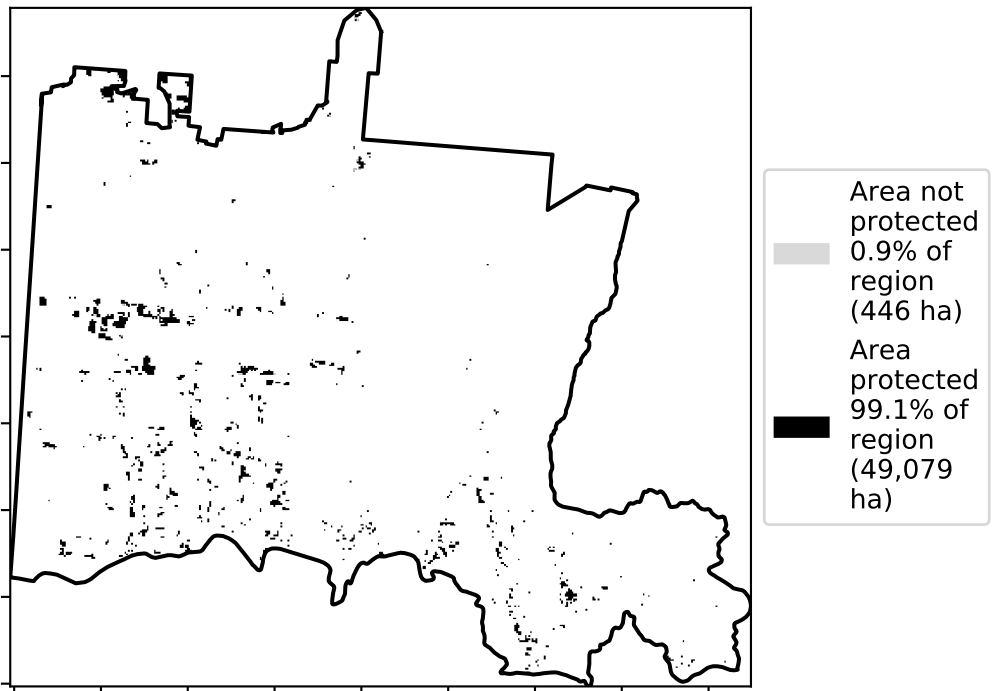 Area not
protected
0.9% of
region
(446 ha)
Area
protected
99.1% of
region
(49,079
ha)